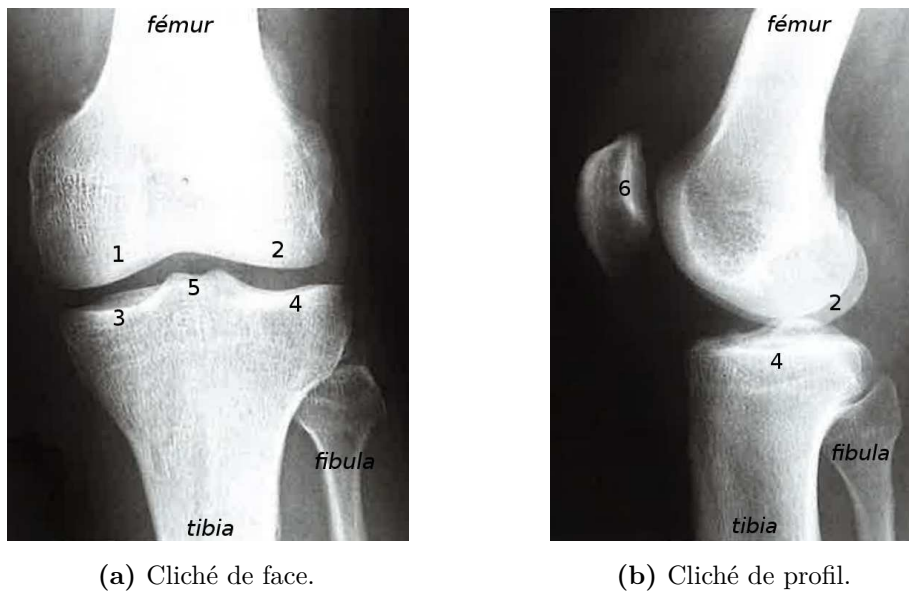 fémur
1
2
3
5
4
fibula
tibia
(a) Cliché de face.
fémur
6
2
4
fibula
tibia
(b) Cliché de profil.